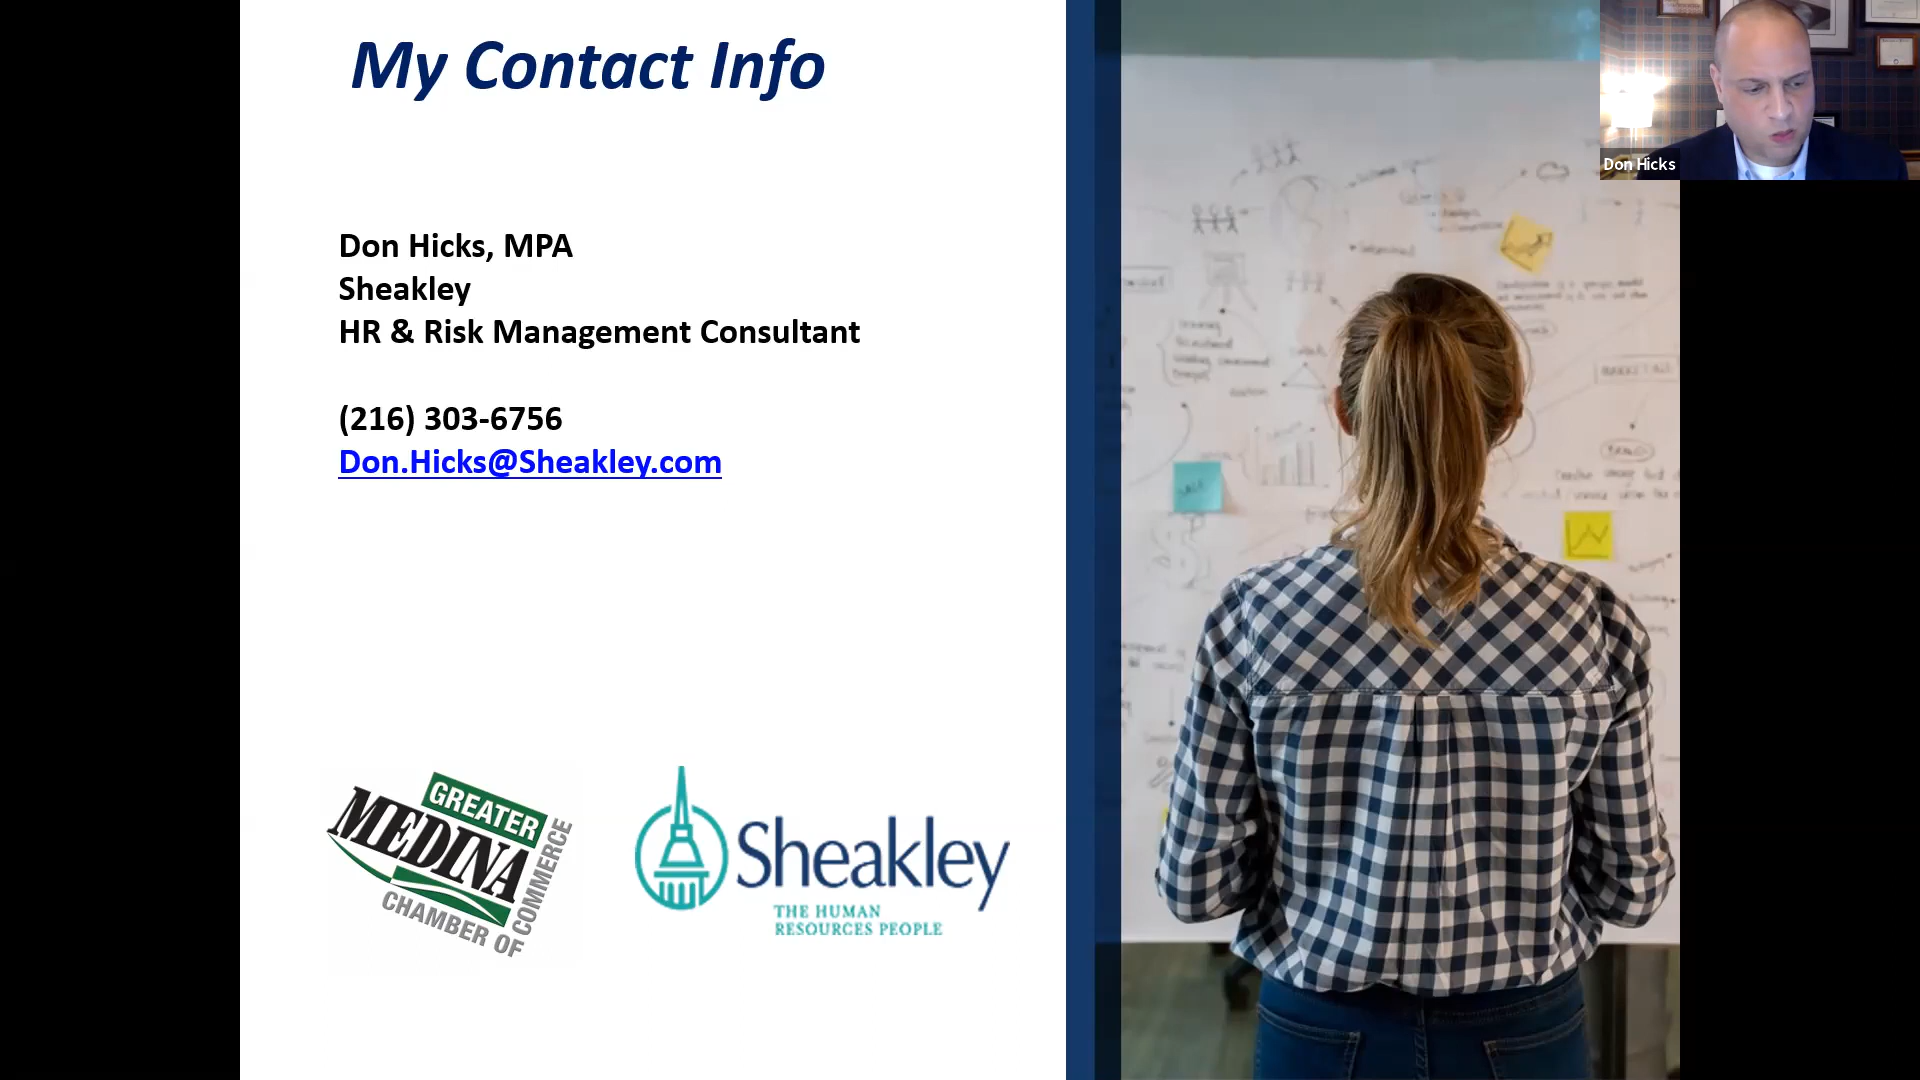 My Contact Info
Don Hicks
Don Hicks, MPA
Sheakley
HR & Risk Management Consultant
(216) 303-6756
Don.Hicks@Sheakley.com
GREATER
MEDINA
CHAMBER OF COMMERCE
Sheakley
THE HUMAN
RESOURCES PEOPLE